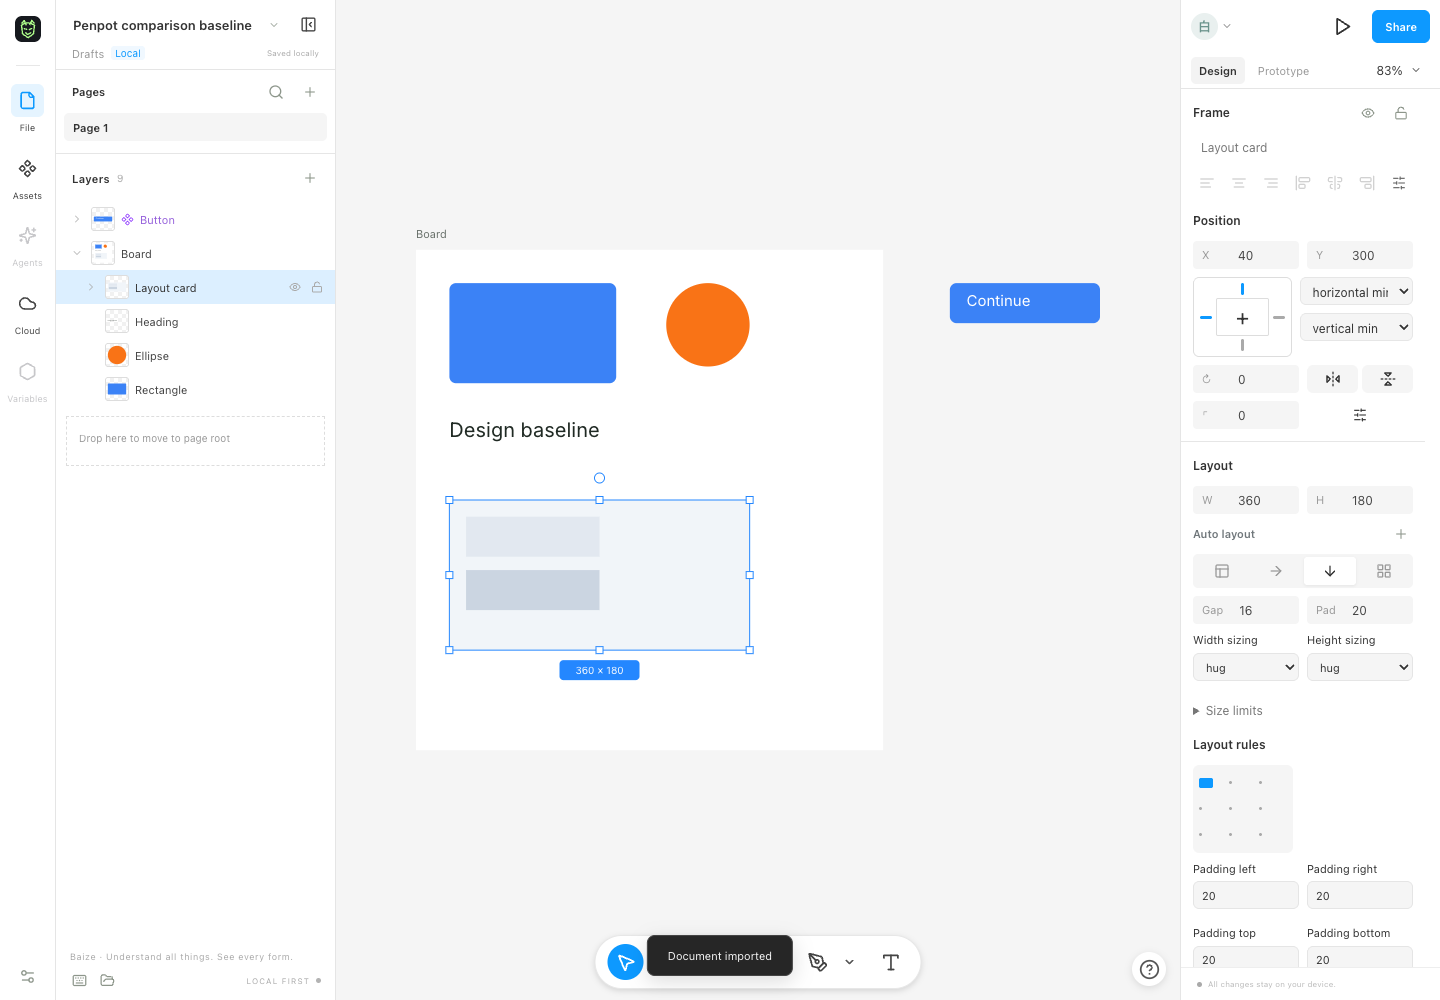 Penpot comparison baseline
Drafts Local Saved locally
File
Assets
Agents
Cloud
Variables
Pages
Page 1
Layers 9
Button
Board
Layout card
Heading
Ellipse
Rectangle
Drop here to move to page root
Baize · Understand all things. See every form.
LOCAL FIRST
Board
Continue
Design baseline
360 × 180
Document imported
T
白
Share
Design Prototype 83%
Frame
Layout card
Position
X 40 Y 300
horizontal min
vertical min
0
0
Layout
W 360 H 180
Auto layout
Gap 16 Pad 20
Width sizing Height sizing
hug hug
Size limits
Layout rules
Padding left Padding right
20 20
Padding top Padding bottom
20 20
All changes stay on your device.